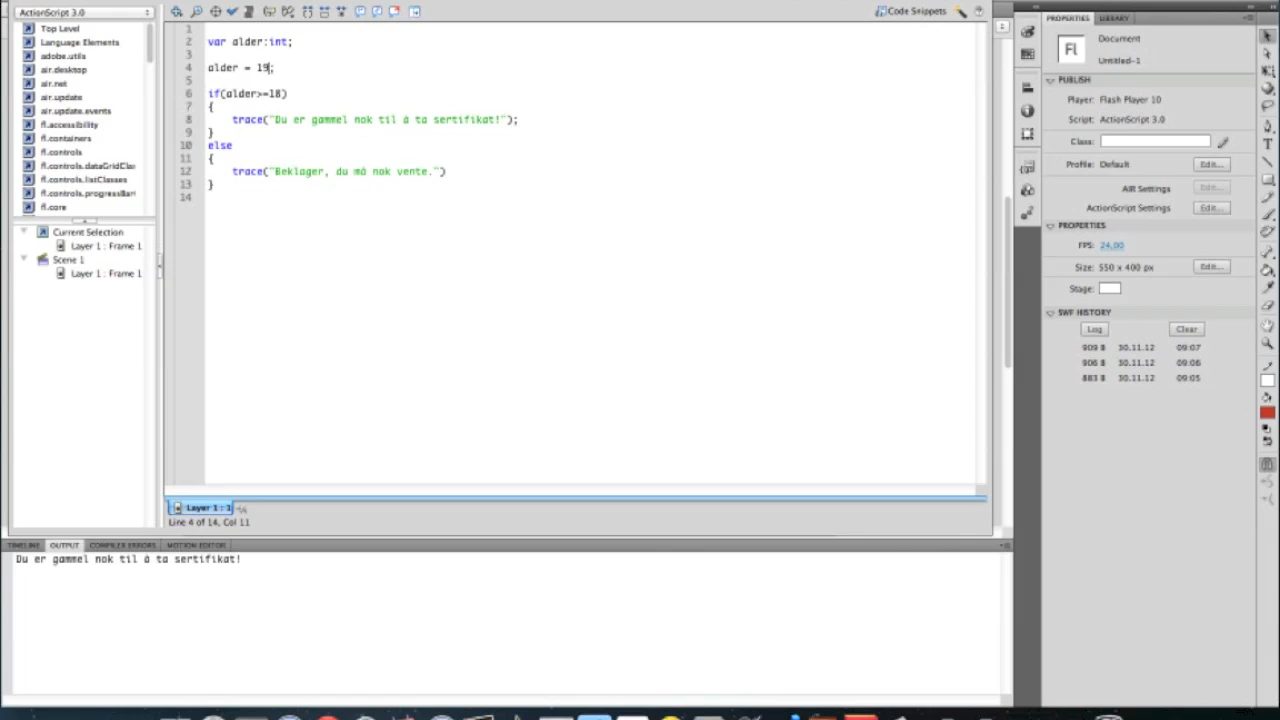 ActionScript 3.0
Top Level
Language Elements
adobe.utils
air.desktop
air.net
air.update
air.update.events
fl.accessibility
fl.containers
fl.controls
fl.controls.dataGridClas
fl.controls.listClasses
fl.controls.progressBar
fl.core
Current Selection
Layer 1 : Frame 1
Scene 1
Layer 1 : Frame 1
Code Snippets
1
2 var alder:int;
3
4 alder = 19;
5
6 if(alder>=18)
7 {
8 trace("Du er gammel nok til å ta sertifikat!");
9 }
10 else
11 {
12 trace("Beklager, du må nok vente.")
13 }
14
Layer 1 : 1
Line 4 of 14, Col 11
TIMELINE OUTPUT COMPILER ERRORS MOTION EDITOR
Du er gammel nok til å ta sertifikat!
PROPERTIES LIBRARY
Fl
Document
Untitled-1
PUBLISH
Player: Flash Player 10
Script: ActionScript 3.0
Class:
Profile: Default Edit...
AIR Settings Edit...
ActionScript Settings Edit...
PROPERTIES
FPS: 24,00
Size: 550 x 400 px Edit...
Stage:
SWF HISTORY
Log Clear
909 B 30.11.12 09:07
906 B 30.11.12 09:06
883 B 30.11.12 09:05